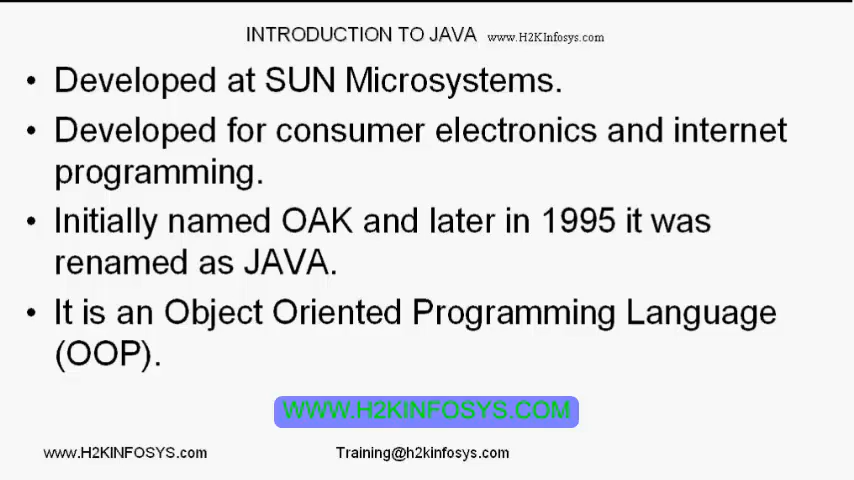 INTRODUCTION TO JAVA www.H2KInfosys.com
• Developed at SUN Microsystems.
• Developed for consumer electronics and internet
programming.
• Initially named OAK and later in 1995 it was
renamed as JAVA.
• It is an Object Oriented Programming Language
(OOP).
WWW.H2KINFOSYS.COM
www.H2KINFOSYS.com Training@h2kinfosys.com